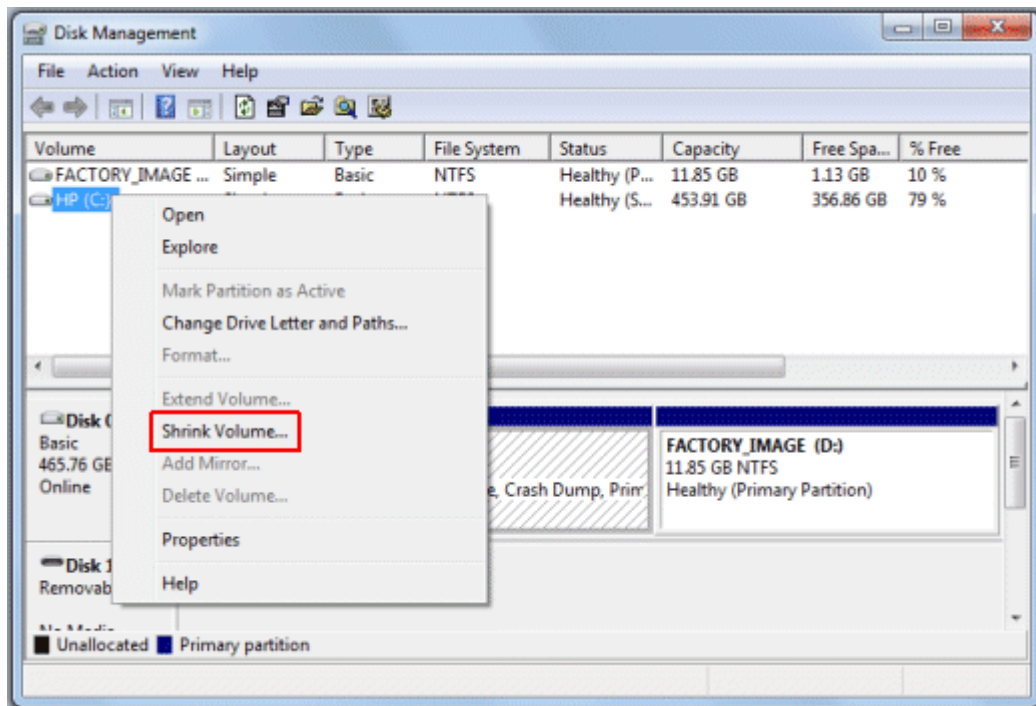 Disk Management
File Action View Help
Volume Layout Type File System Status Capacity Free Spa... % Free
FACTORY_IMAGE ... Simple Basic NTFS Healthy (P... 11.85 GB 1.13 GB 10 %
HP (C:) Healthy (S... 453.91 GB 356.86 GB 79 %
Open
Explore
Mark Partition as Active
Change Drive Letter and Paths...
Format...
Extend Volume...
Shrink Volume...
Add Mirror...
Delete Volume...
Properties
Help
Disk
Basic
465.76 GB
Online
e, Crash Dump, Prim
FACTORY_IMAGE (D:)
11.85 GB NTFS
Healthy (Primary Partition)
Disk 1
Removab
Unallocated Primary partition